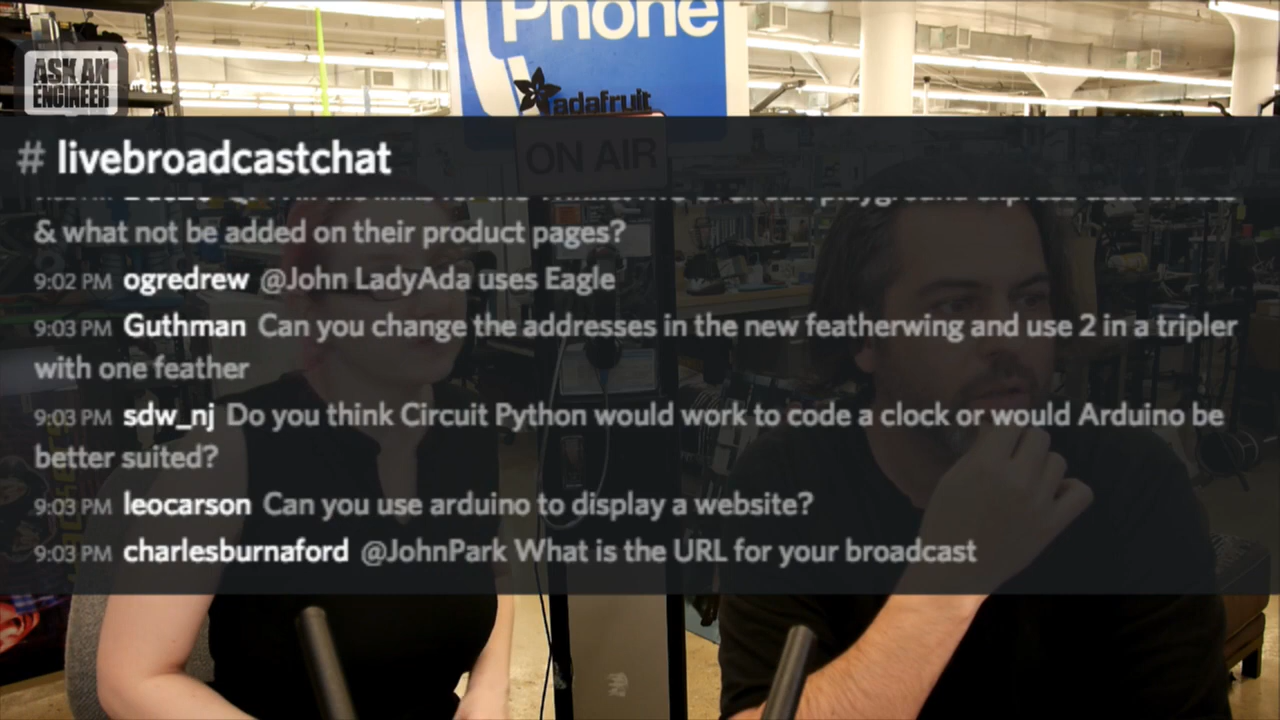 Phone
ASK AN
ENGINEER
adafruit
ON AIR
# livebroadcastchat
& what not be added on their product pages?
9:02 PM ogredrew @John LadyAda uses Eagle
9:03 PM Guthman Can you change the addresses in the new featherwing and use 2 in a tripler
with one feather
9:03 PM sdw_nj Do you think Circuit Python would work to code a clock or would Arduino be
better suited?
9:03 PM leocarson Can you use arduino to display a website?
9:03 PM charlesburnaford @JohnPark What is the URL for your broadcast